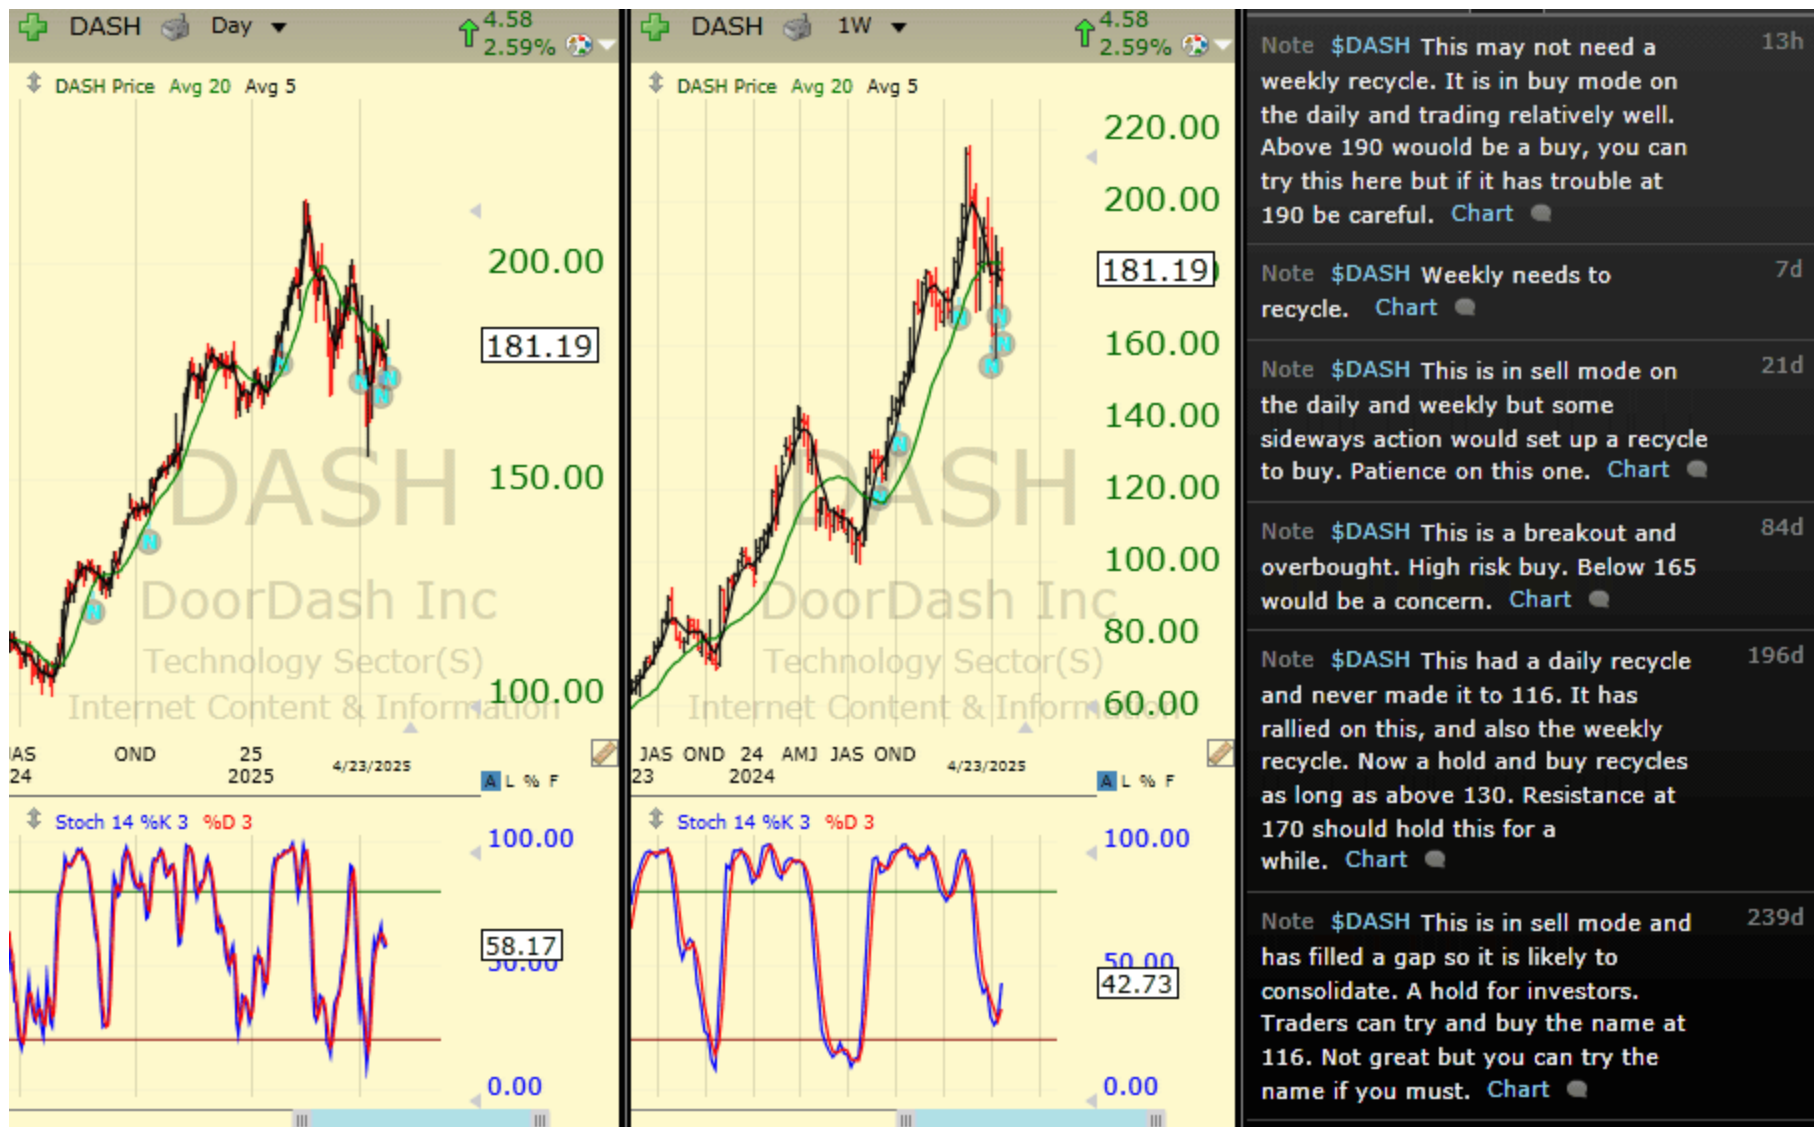 DASH Day 4.58
2.59%
DASH Price Avg 20 Avg 5
200.00
181.19
150.00
100.00
DASH
DoorDash Inc
Technology Sector(S)
Internet Content & Information
JAS OND 25
24 2025 4/23/2025
A L % F
Stoch 14 %K 3 %D 3
100.00
58.17
50.00
0.00
DASH 1W 4.58
2.59%
DASH Price Avg 20 Avg 5
220.00
200.00
181.19
160.00
140.00
120.00
100.00
80.00
60.00
DASH
DoorDash Inc
Technology Sector(S)
Internet Content & Information
JAS OND 24 AMJ JAS OND
23 2024 4/23/2025
A L % F
Stoch 14 %K 3 %D 3
100.00
50.00
42.73
0.00
Note $DASH This may not need a 13h
weekly recycle. It is in buy mode on
the daily and trading relatively well.
Above 190 wouold be a buy, you can
try this here but if it has trouble at
190 be careful. Chart
Note $DASH Weekly needs to 7d
recycle. Chart
Note $DASH This is in sell mode on 21d
the daily and weekly but some
sideways action would set up a recycle
to buy. Patience on this one. Chart
Note $DASH This is a breakout and 84d
overbought. High risk buy. Below 165
would be a concern. Chart
Note $DASH This had a daily recycle 196d
and never made it to 116. It has
rallied on this, and also the weekly
recycle. Now a hold and buy recycles
as long as above 130. Resistance at
170 should hold this for a
while. Chart
Note $DASH This is in sell mode and 239d
has filled a gap so it is likely to
consolidate. A hold for investors.
Traders can try and buy the name at
116. Not great but you can try the
name if you must. Chart